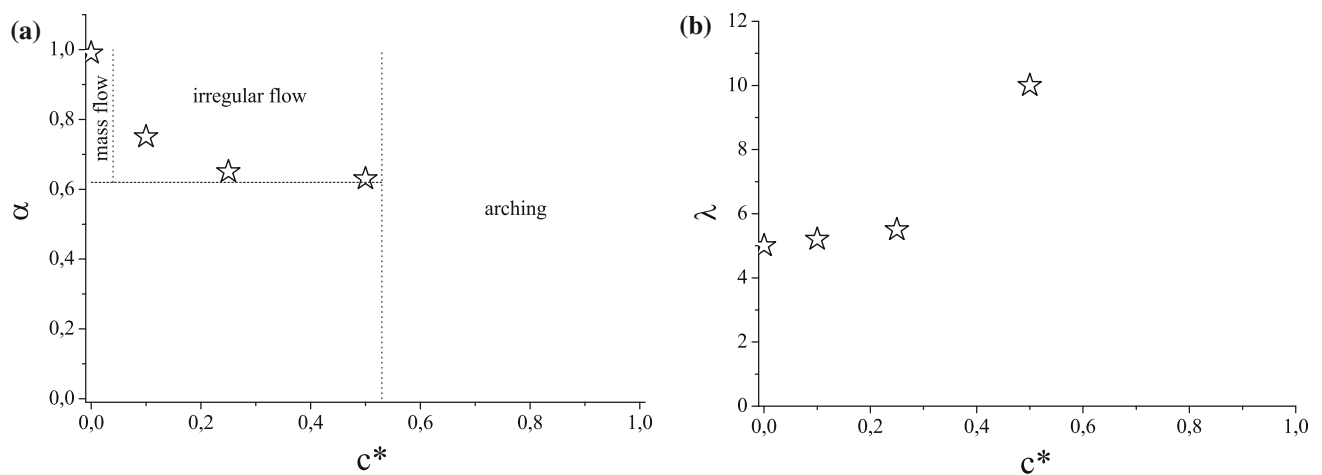 (a)
1,0
0,8
0,6
0,4
0,2
0,0
α
mass flow
irregular flow
arching
0,0 0,2 0,4 0,6 0,8 1,0
c*
(b)
12
10
8
6
4
2
0
λ
0,0 0,2 0,4 0,6 0,8 1,0
c*